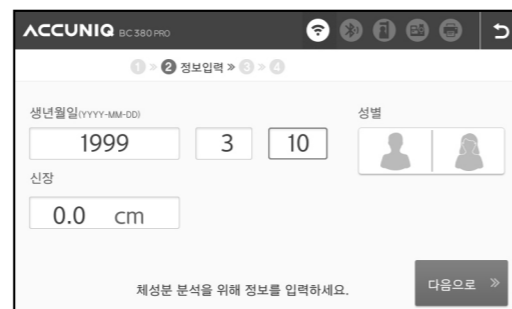 ACCUNIQ BC380 PRO
1 » 2 정보입력 » 3 » 4
생년월일(YYYY-MM-DD) 성별
1999 3 10
신장
0.0 cm
체성분 분석을 위해 정보를 입력하세요.
다음으로 »